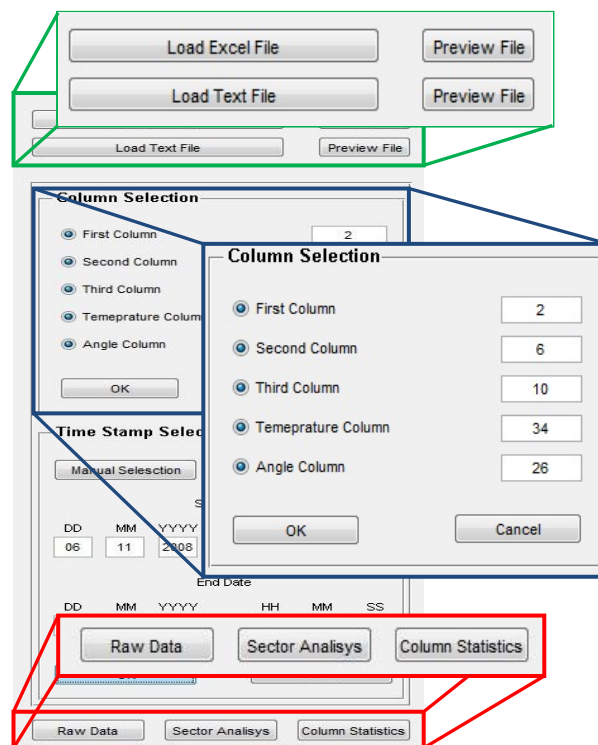 Load Excel File Preview File
Load Text File Preview File
Load Text File Preview File
Column Selection
First Column 2
Second Column
Third Column
Temeprature Colum
Angle Column
OK
Column Selection
First Column 2
Second Column 6
Third Column 10
Temeprature Column 34
Angle Column 26
OK Cancel
Time Stamp Selec
Manual Selesction
S
DD MM YYYY
06 11 2008
End Date
DD MM YYYY HH MM SS
Raw Data Sector Analisys Column Statistics
Raw Data Sector Analisys Column Statistics